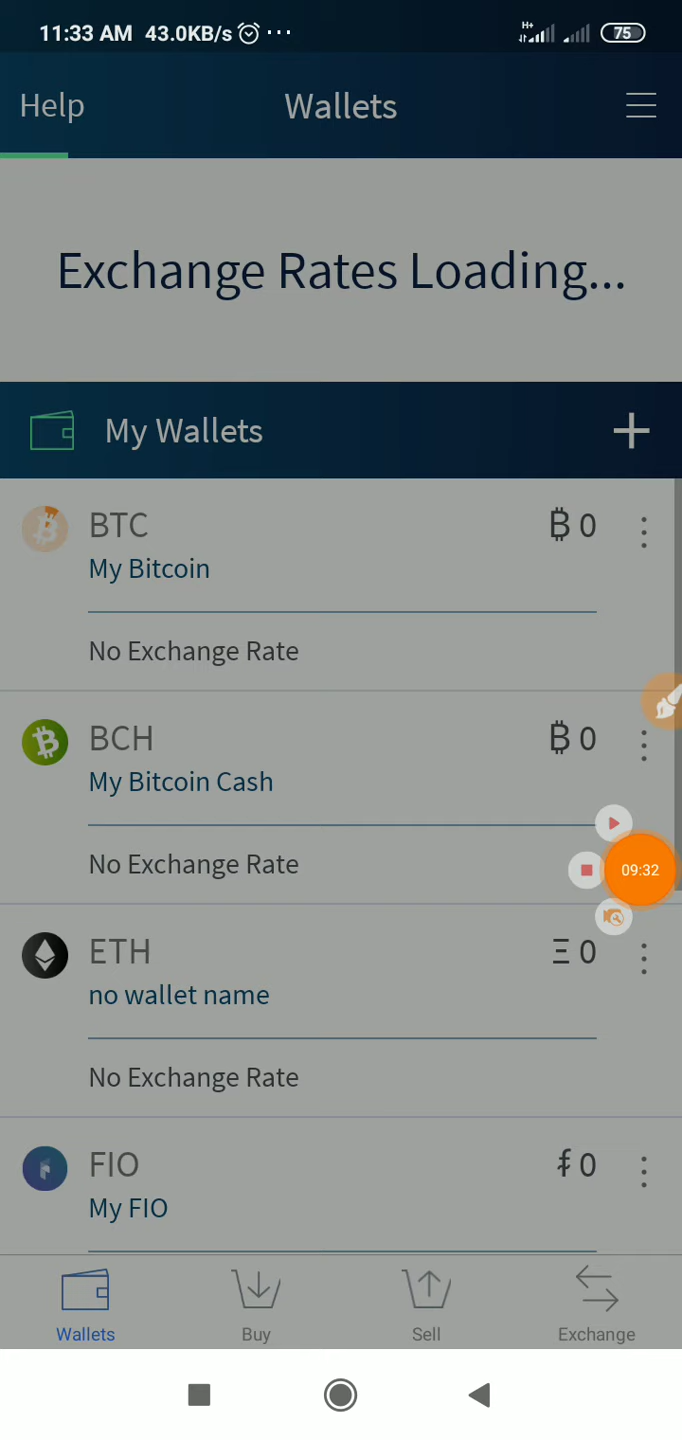 11:33 AM 43.0KB/s ... H+ 75
Help Wallets
Exchange Rates Loading...
My Wallets
BTC ₿ 0
My Bitcoin
No Exchange Rate
BCH ₿ 0
My Bitcoin Cash
No Exchange Rate
09:32
ETH Ξ 0
no wallet name
No Exchange Rate
FIO ꞙ 0
My FIO
Wallets Buy Sell Exchange